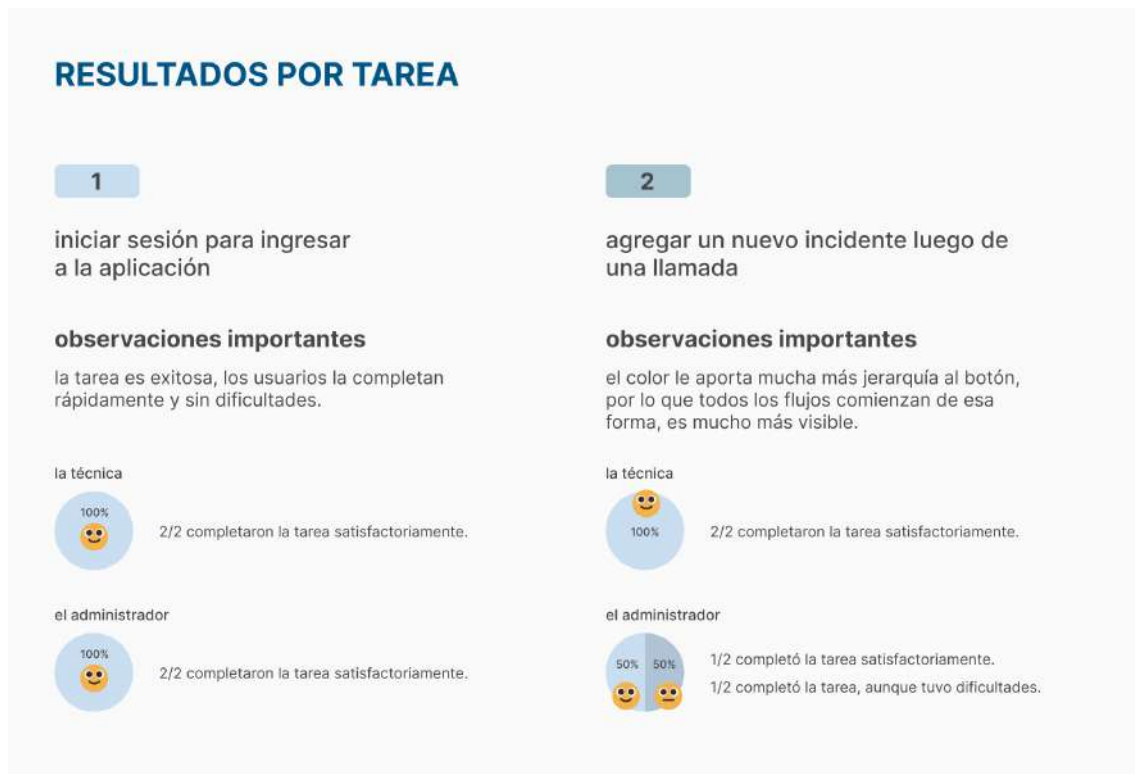 RESULTADOS POR TAREA
1
iniciar sesión para ingresar
a la aplicación
observaciones importantes
la tarea es exitosa, los usuarios la completan
rápidamente y sin dificultades.
la técnica
100%
2/2 completaron la tarea satisfactoriamente.
el administrador
100%
2/2 completaron la tarea satisfactoriamente.
2
agregar un nuevo incidente luego de
una llamada
observaciones importantes
el color le aporta mucha más jerarquía al botón,
por lo que todos los flujos comienzan de esa
forma, es mucho más visible.
la técnica
100%
2/2 completaron la tarea satisfactoriamente.
el administrador
50% 50%
1/2 completó la tarea satisfactoriamente.
1/2 completó la tarea, aunque tuvo dificultades.